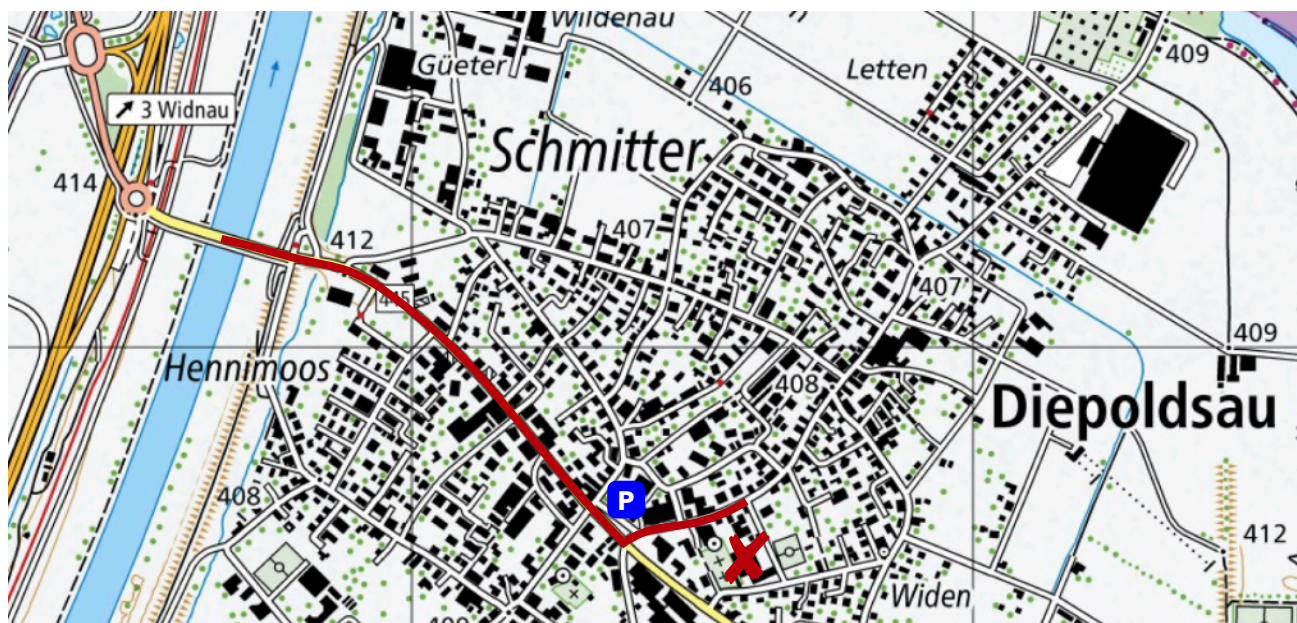 Wildenau
Güeter
Letten
409
406
3 Widnau
Schmitter
414
412
407
407
445
409
Hennimoos
408
Diepoldsau
408
P
412
Widen